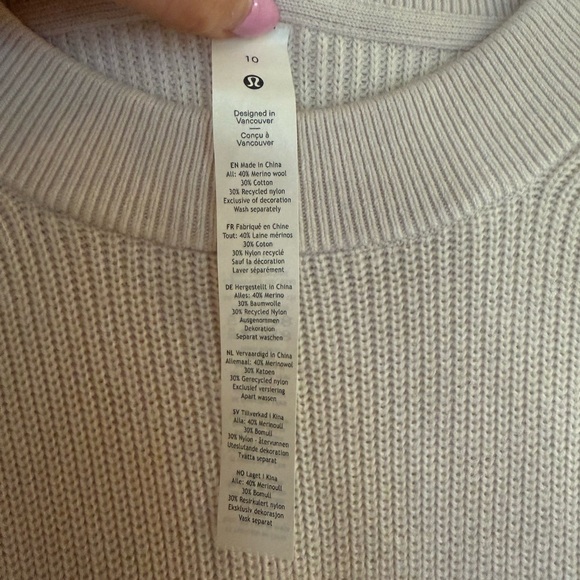 10
Designed in
Vancouver
Conçu à
Vancouver
EN Made in China
All: 40% Merino wool
30% Cotton
30% Recycled nylon
Exclusive of decoration
Wash separately
FR Fabriqué en Chine
Tout: 40% Laine mérinos
30% Coton
30% Nylon recyclé
Sauf la décoration
Laver séparément
DE Hergestellt in China
Alles: 40% Merino
30% Baumwolle
30% Recycled Nylon
Ausgenommen
Dekoration
Separat waschen
NL Vervaardigd in China
Allemaal: 40% Merinowol
30% Katoen
30% Gerecycled nylon
Exclusief versiering
Apart wassen
SV Tillverkad i Kina
Alla: 40% Merinoull
30% Bomull
30% Nylon - återvunnen
Uteslutande dekoration
Tvätta separat
NO Laget i Kina
Alle: 40% Merinoull
30% Bomull
30% Resirkulert nylon
Eksklusiv dekorasjon
Vask separat